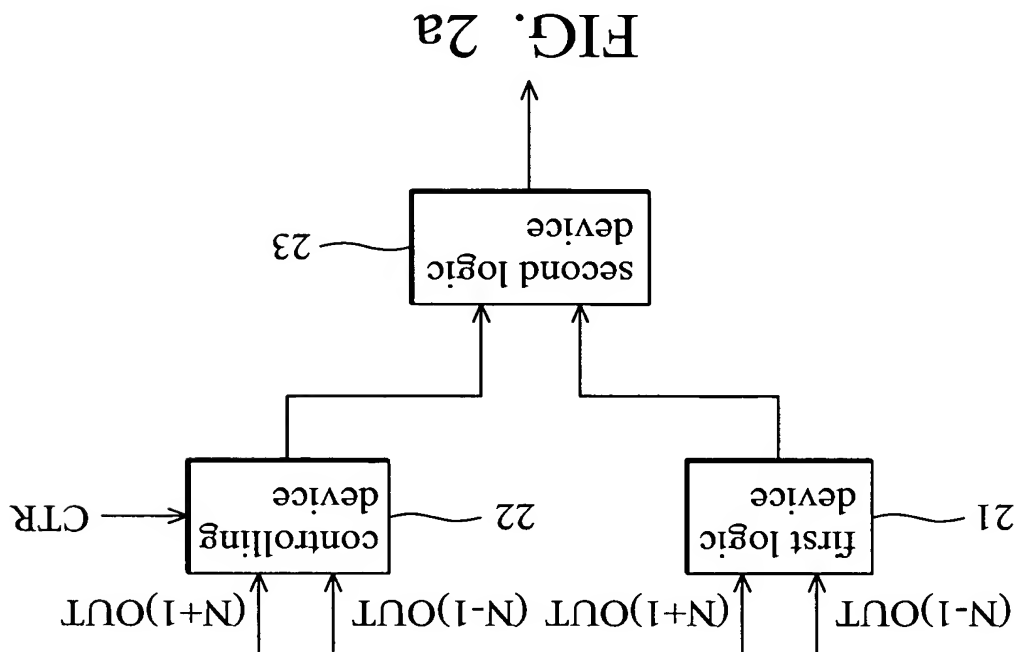 (N-1)OUT (N+1)OUT (N-1)OUT (N+1)OUT
21
first logic
device
22
controlling
device
CTR
second logic
device
23
FIG. 2a